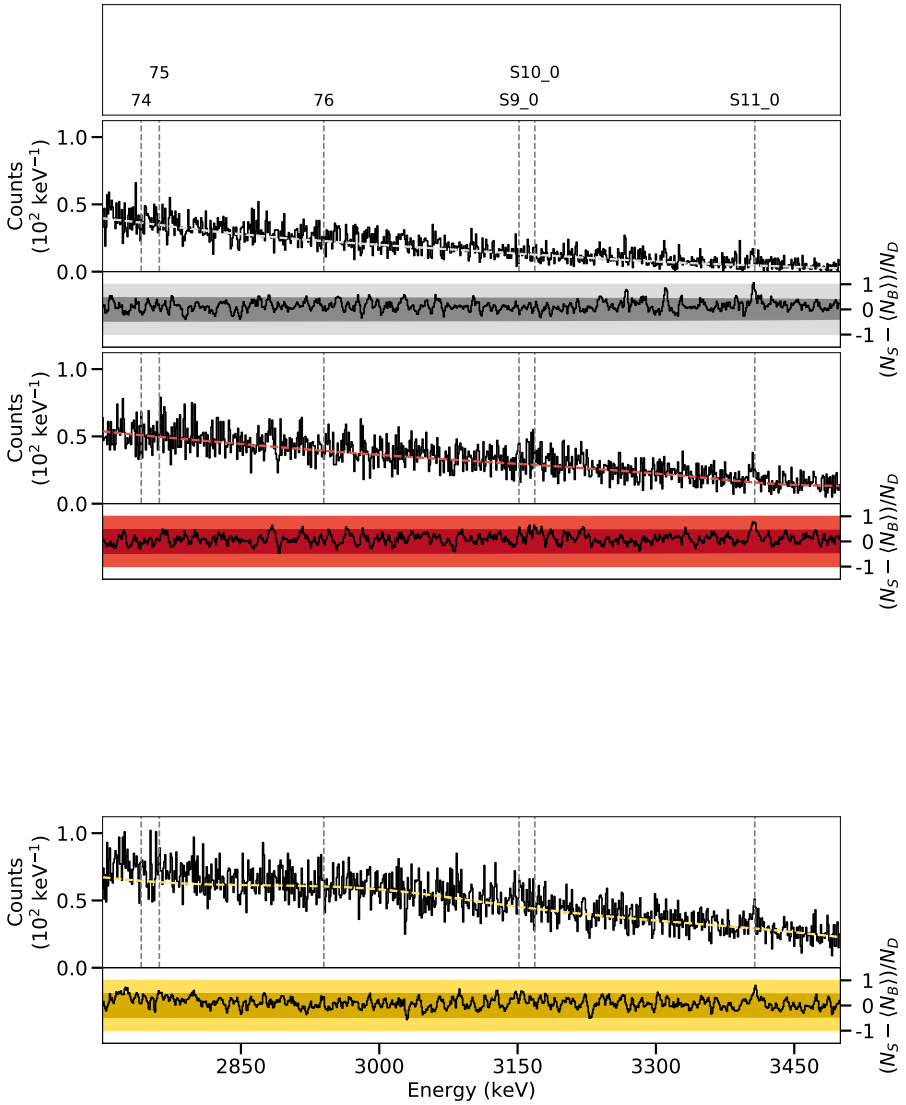 75 S10_0
74 76 S9_0 S11_0
1.0
0.5
0.0
Counts
(10² keV⁻¹)
1
0
-1
(N_S − ⟨N_B⟩)/N_D
1.0
0.5
0.0
Counts
(10² keV⁻¹)
1
0
-1
(N_S − ⟨N_B⟩)/N_D
1.0
0.5
0.0
Counts
(10² keV⁻¹)
1
0
-1
(N_S − ⟨N_B⟩)/N_D
2850 3000 3150 3300 3450
Energy (keV)